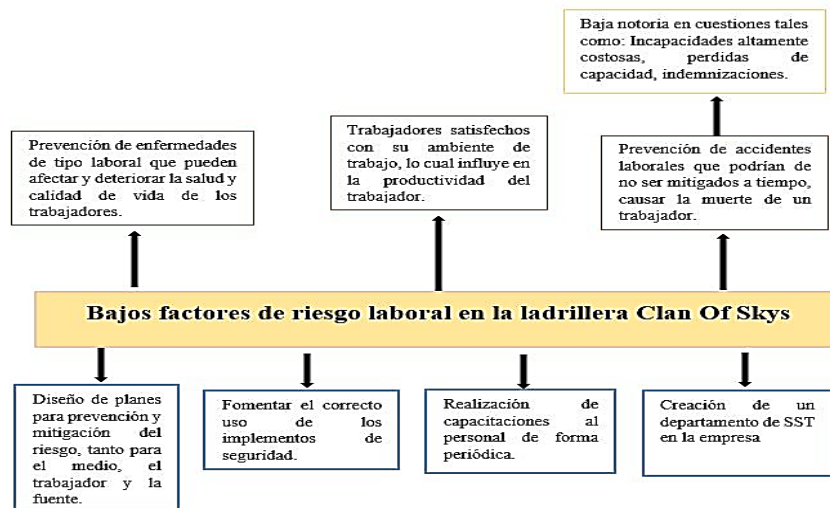 Baja notoria en cuestiones tales
como: Incapacidades altamente
costosas, perdidas de
capacidad, indemnizaciones.
Prevención de enfermedades
de tipo laboral que pueden
afectar y deteriorar la salud y
calidad de vida de los
trabajadores.
Trabajadores satisfechos
con su ambiente de
trabajo, lo cual influye en
la productividad del
trabajador.
Prevención de accidentes
laborales que podrían de
no ser mitigados a tiempo,
causar la muerte de un
trabajador.
Bajos factores de riesgo laboral en la ladrillera Clan Of Skys
Diseño de planes
para prevención y
mitigación del
riesgo, tanto para
el medio, el
trabajador y la
fuente.
Fomentar el correcto
uso de los
implementos de
seguridad.
Realización de
capacitaciones al
personal de forma
periódica.
Creación de un
departamento de SST
en la empresa